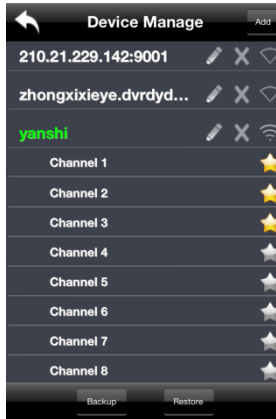 Device Manage
Add
210.21.229.142:9001
zhongxixieye.dvrdyd...
yanshi
Channel 1
Channel 2
Channel 3
Channel 4
Channel 5
Channel 6
Channel 7
Channel 8
Backup
Restore